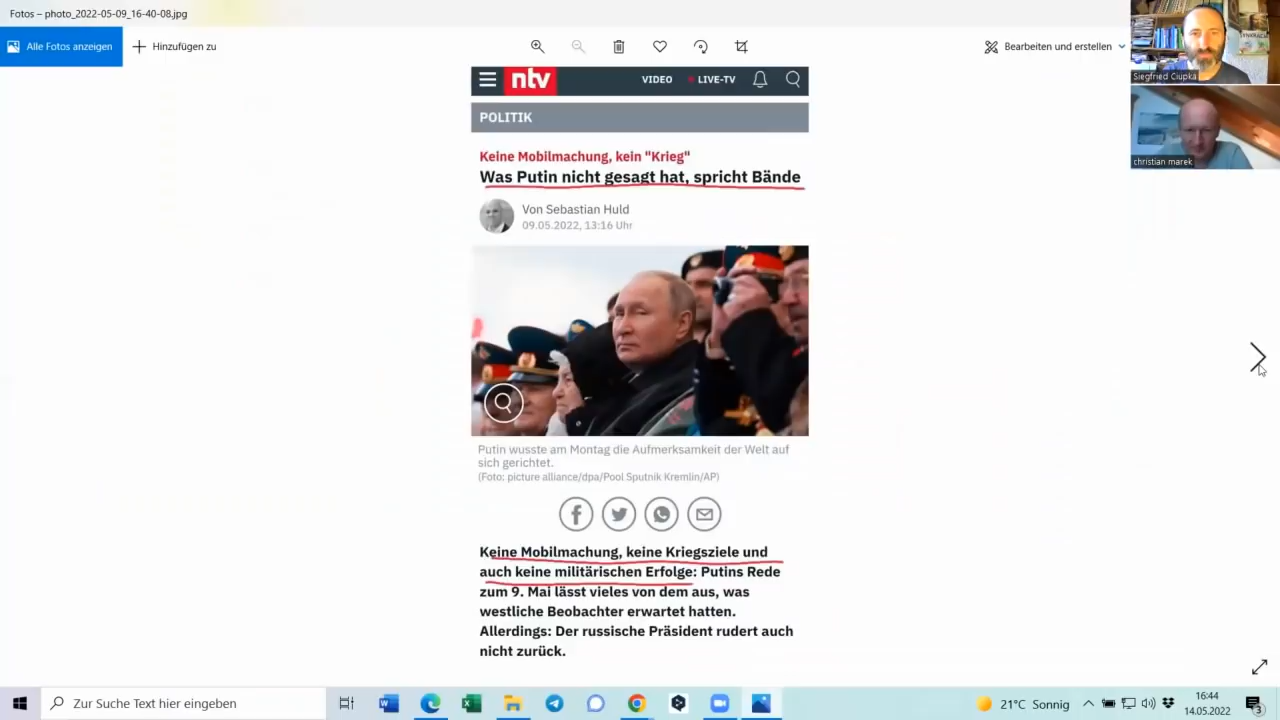 Fotos – photo_2022-05-09_16-40-08.jpg
Alle Fotos anzeigen
Hinzufügen zu
Bearbeiten und erstellen
Siegfried Ciupka
christian marek
ntv
VIDEO
LIVE-TV
POLITIK
Keine Mobilmachung, kein "Krieg"
Was Putin nicht gesagt hat, spricht Bände
Von Sebastian Huld
09.05.2022, 13:16 Uhr
Putin wusste am Montag die Aufmerksamkeit der Welt auf
sich gerichtet.
(Foto: picture alliance/dpa/Pool Sputnik Kremlin/AP)
Keine Mobilmachung, keine Kriegsziele und
auch keine militärischen Erfolge: Putins Rede
zum 9. Mai lässt vieles von dem aus, was
westliche Beobachter erwartet hatten.
Allerdings: Der russische Präsident rudert auch
nicht zurück.
Zur Suche Text hier eingeben
21°C Sonnig
16:44
14.05.2022
3